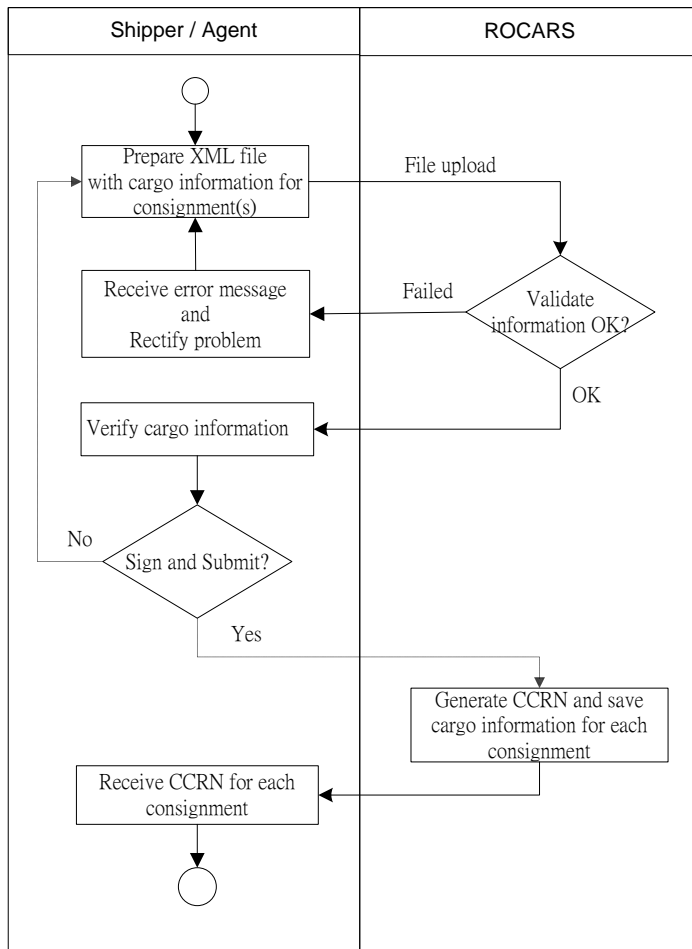 Shipper / Agent
ROCARS
Prepare XML file
with cargo information for
consignment(s)
File upload
Receive error message
and
Rectify problem
Failed
Validate
information OK?
OK
Verify cargo information
No
Sign and Submit?
Yes
Generate CCRN and save
cargo information for each
consignment
Receive CCRN for each
consignment